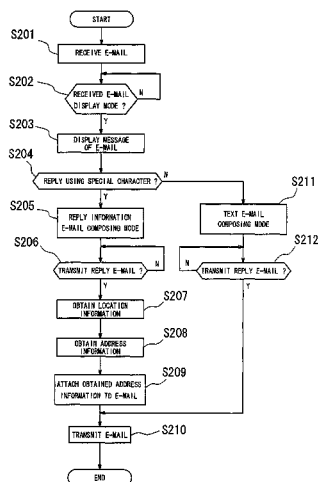 START
S201
RECEIVE E-MAIL
S202
RECEIVED E-MAIL
DISPLAY MODE ?
N
Y
S203
DISPLAY MESSAGE
OF E-MAIL
S204
REPLY USING SPECIAL CHARACTER ?
N
Y
S205
REPLY INFORMATION
E-MAIL COMPOSING MODE
S211
TEXT E-MAIL
COMPOSING MODE
S206
TRANSMIT REPLY E-MAIL ?
N
Y
S212
N
TRANSMIT REPLY E-MAIL ?
Y
S207
OBTAIN LOCATION
INFORMATION
S208
OBTAIN ADDRESS
INFORMATION
S209
ATTACH OBTAINED ADDRESS
INFORMATION TO E-MAIL
S210
TRANSMIT E-MAIL
END